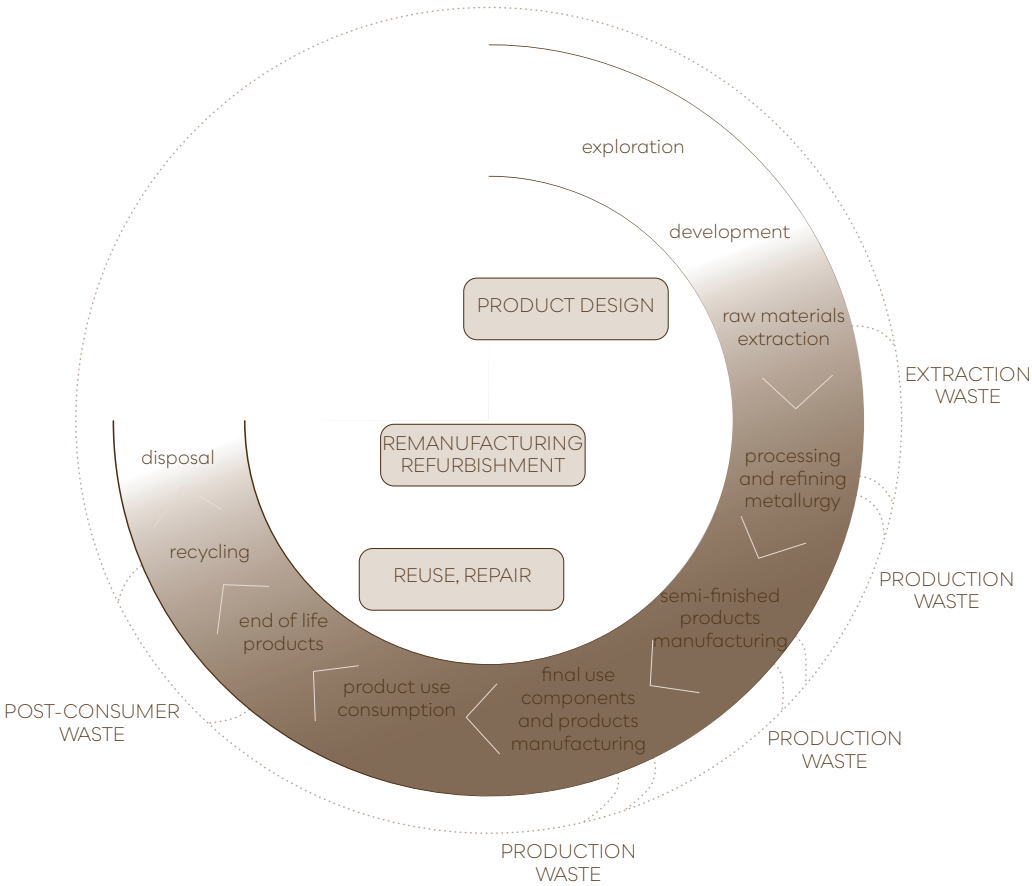 exploration
development
raw materials
extraction
processing
and refining
metallurgy
semi-finished
products
manufacturing
final use
components
and products
manufacturing
product use
consumption
end of life
products
recycling
disposal
PRODUCT DESIGN
REMANUFACTURING
REFURBISHMENT
REUSE, REPAIR
EXTRACTION
WASTE
PRODUCTION
WASTE
PRODUCTION
WASTE
PRODUCTION
WASTE
POST-CONSUMER
WASTE